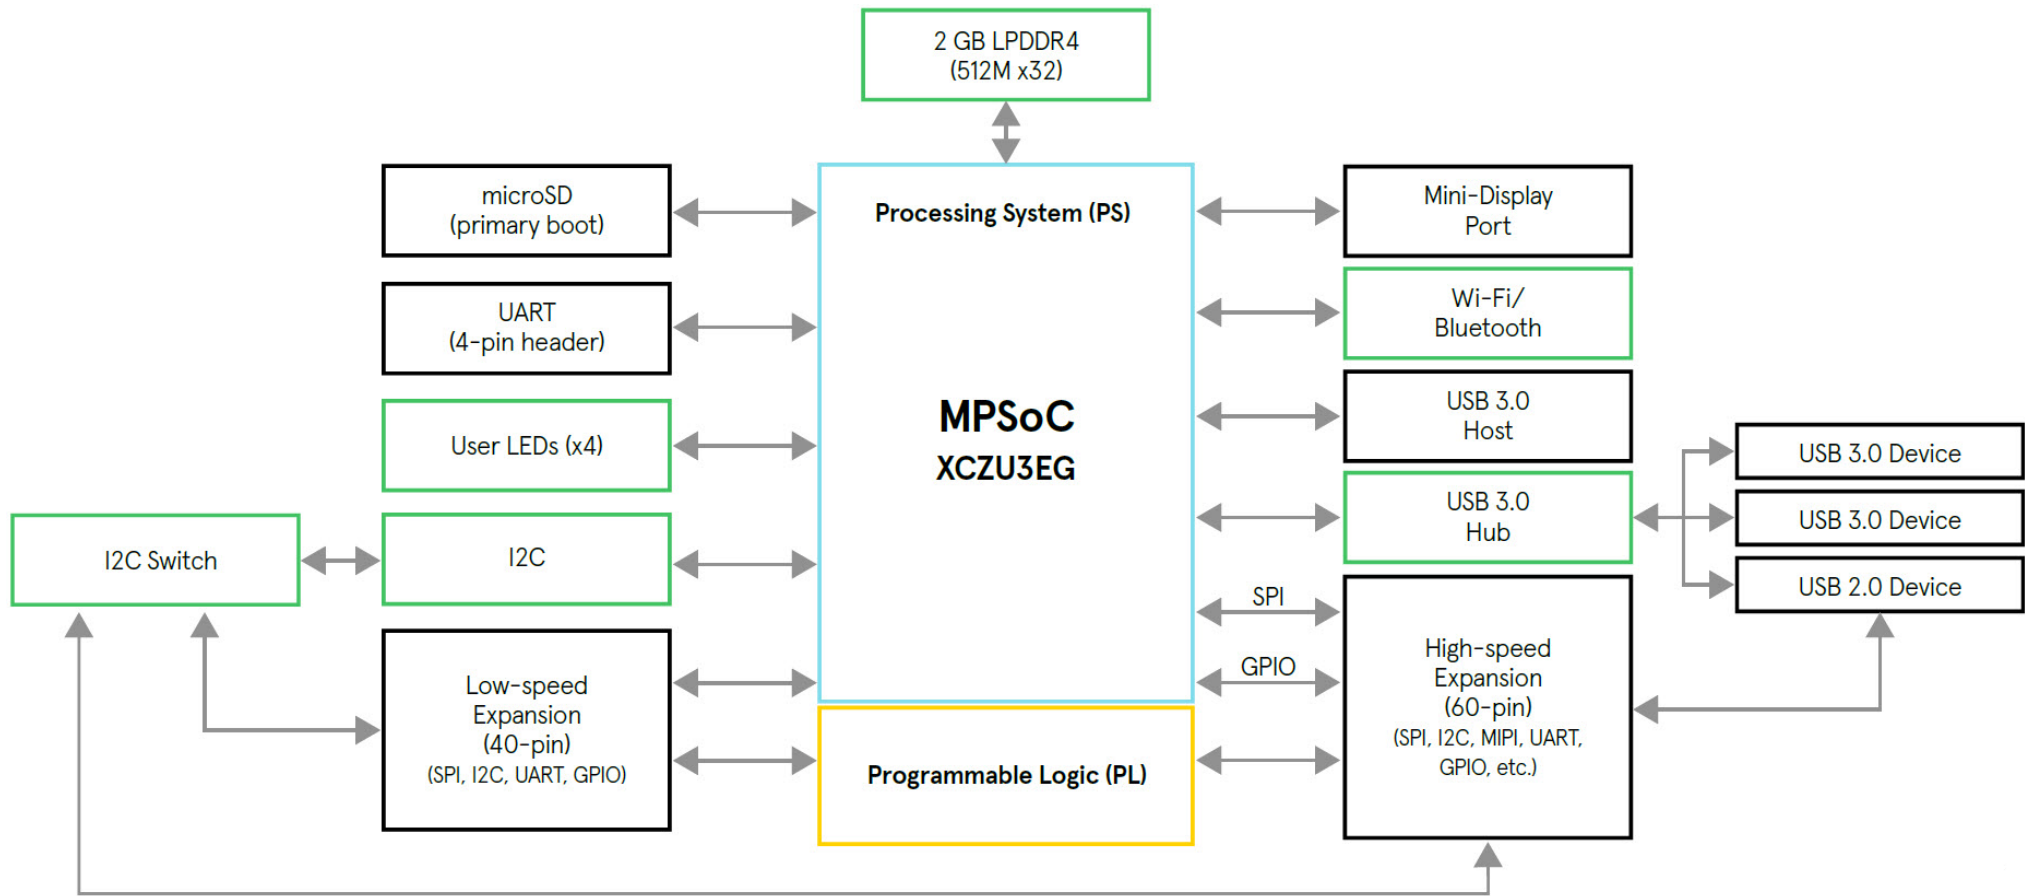 2 GB LPDDR4
(512M x32)
microSD
(primary boot)
Processing System (PS)
Mini-Display
Port
UART
(4-pin header)
Wi-Fi/
Bluetooth
User LEDs (x4)
MPSoC
XCZU3EG
USB 3.0
Host
I2C Switch
I2C
USB 3.0
Hub
USB 3.0 Device
USB 3.0 Device
USB 2.0 Device
SPI
GPIO
Low-speed
Expansion
(40-pin)
(SPI, I2C, UART, GPIO)
Programmable Logic (PL)
High-speed
Expansion
(60-pin)
(SPI, I2C, MIPI, UART,
GPIO, etc.)